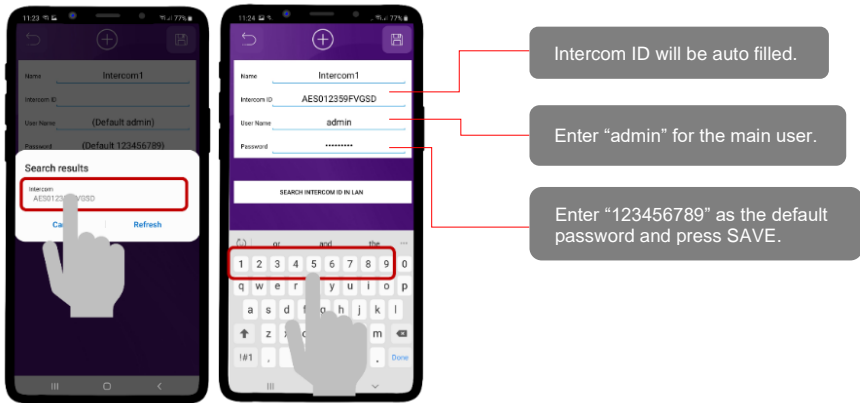 11:23
77%
Name Intercom1
Intercom ID
User Name (Default admin)
Password (Default 123456789)
Search results
Intercom
AES0123 FVGSD
Refresh
11:24
77%
Name Intercom1
Intercom ID AES012359FVGSD
User Name admin
Password •••••••••
SEARCH INTERCOM ID IN LAN
or and the
1 2 3 4 5 6 7 8 9 0
q w e r y u i o p
a s d f g h j k l
z m
!#1 , . Done
Intercom ID will be auto filled.
Enter “admin” for the main user.
Enter “123456789” as the default
password and press SAVE.